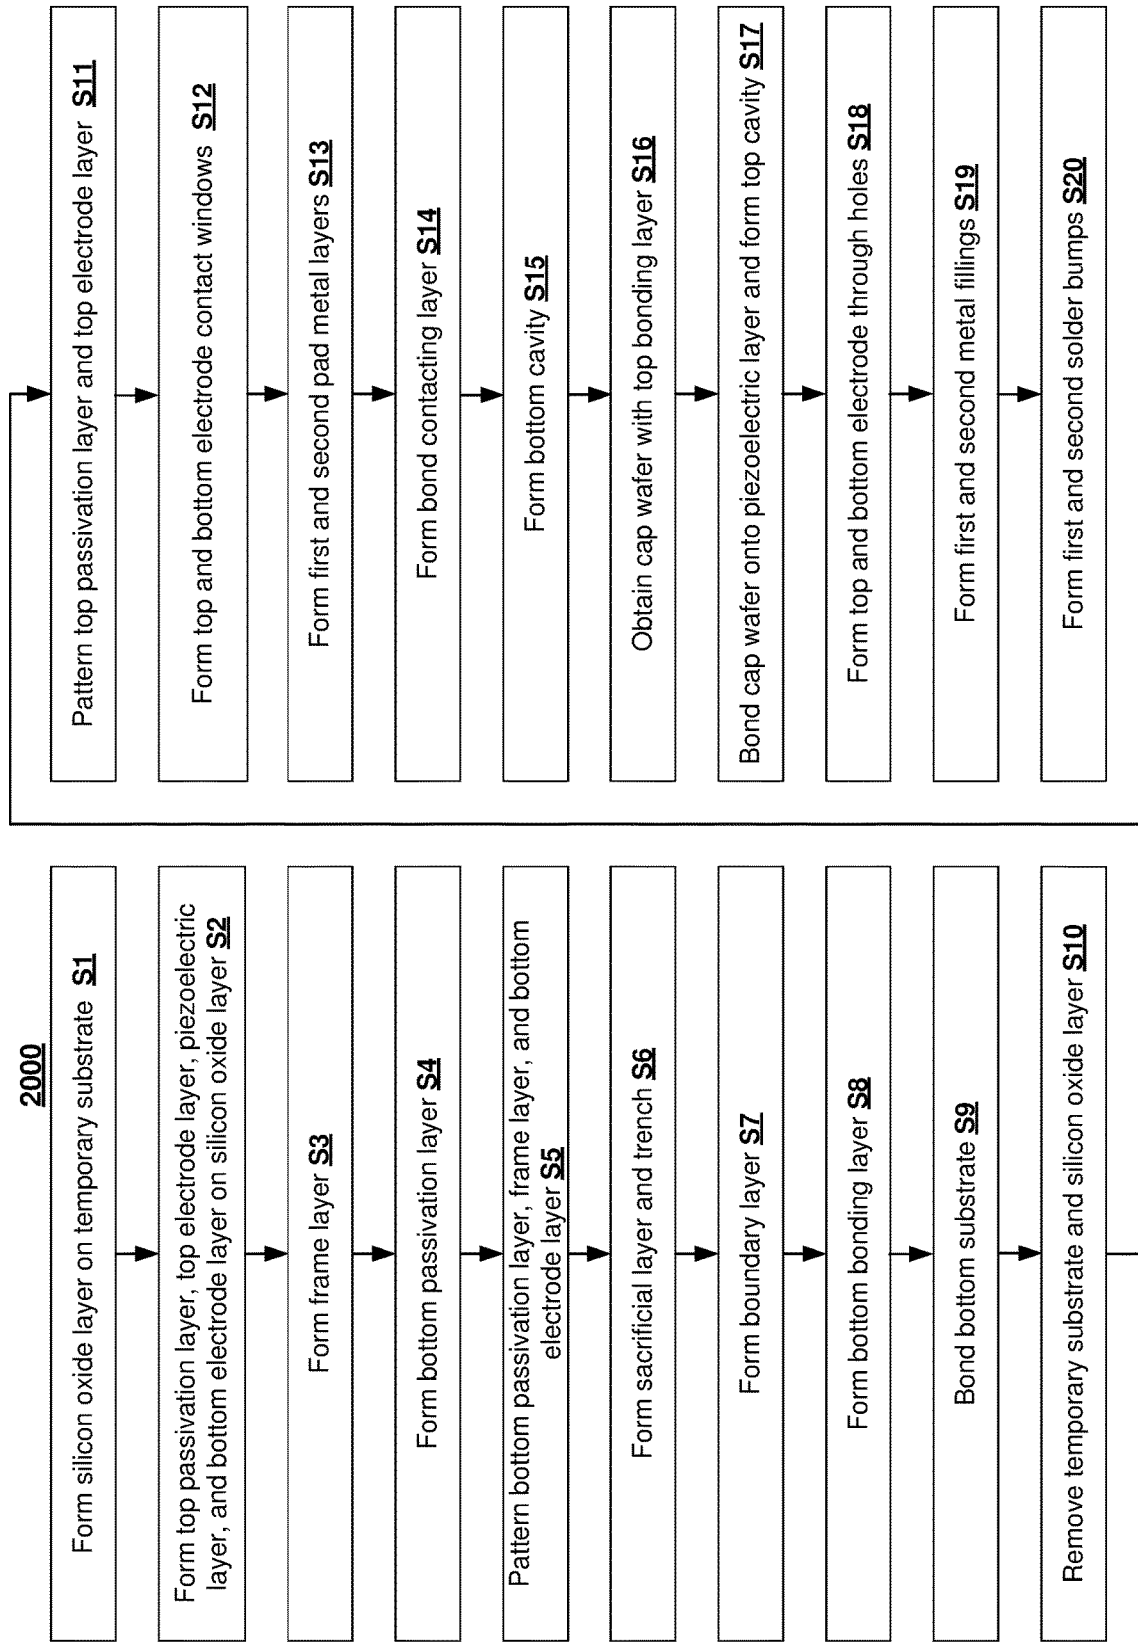 2000
Form silicon oxide layer on temporary substrate S1
Form top passivation layer, top electrode layer, piezoelectric
layer, and bottom electrode layer on silicon oxide layer S2
Form frame layer S3
Form bottom passivation layer S4
Pattern bottom passivation layer, frame layer, and bottom
electrode layer S5
Form sacrificial layer and trench S6
Form boundary layer S7
Form bottom bonding layer S8
Bond bottom substrate S9
Remove temporary substrate and silicon oxide layer S10
Pattern top passivation layer and top electrode layer S11
Form top and bottom electrode contact windows S12
Form first and second pad metal layers S13
Form bond contacting layer S14
Form bottom cavity S15
Obtain cap wafer with top bonding layer S16
Bond cap wafer onto piezoelectric layer and form top cavity S17
Form top and bottom electrode through holes S18
Form first and second metal fillings S19
Form first and second solder bumps S20